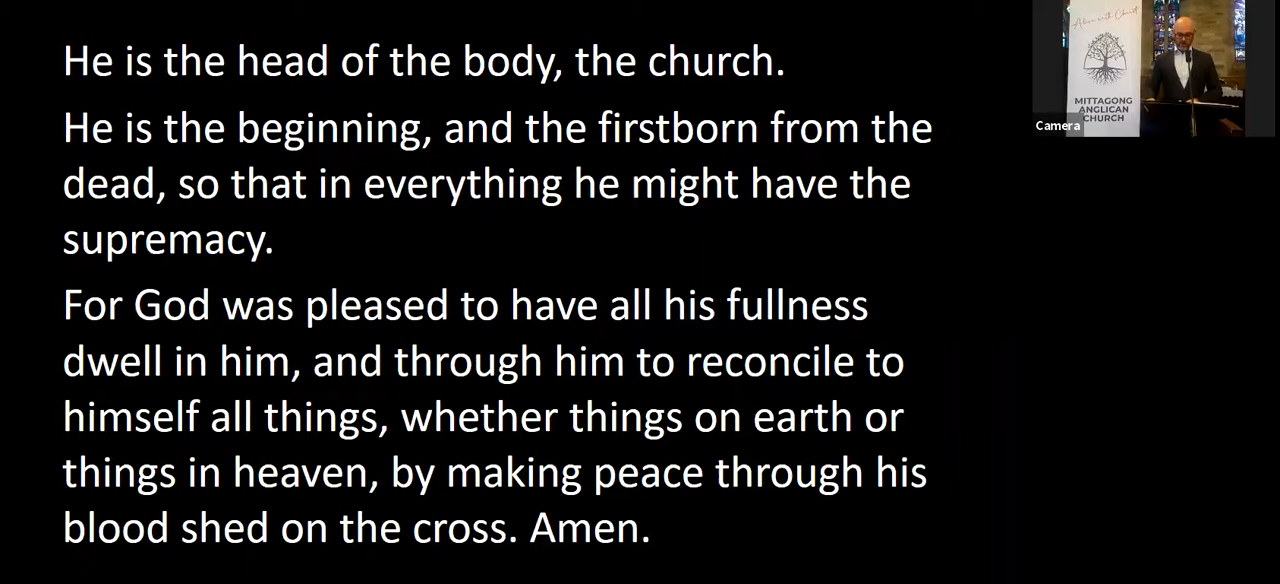 He is the head of the body, the church.
He is the beginning, and the firstborn from the
dead, so that in everything he might have the
supremacy.
For God was pleased to have all his fullness
dwell in him, and through him to reconcile to
himself all things, whether things on earth or
things in heaven, by making peace through his
blood shed on the cross. Amen.
Alive with Christ
MITTAGONG
ANGLICAN
CHURCH
Camera